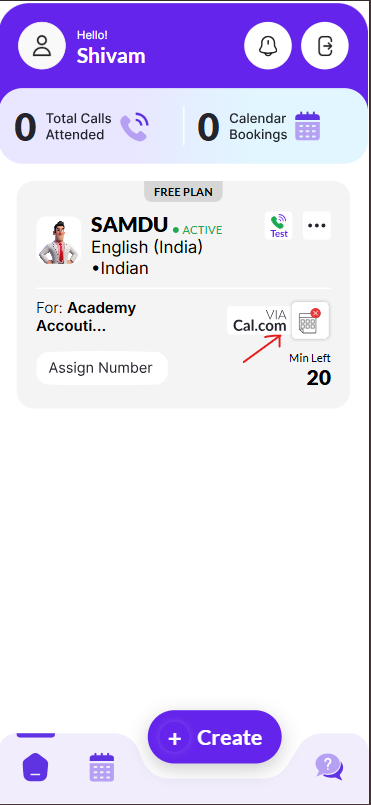 Hello!
Shivam
0 Total Calls Attended
0 Calendar Bookings
FREE PLAN
SAMDU ● ACTIVE
English (India)
•Indian
Test
For: Academy
Accouti...
VIA
Cal.com
Assign Number
Min Left
20
+ Create